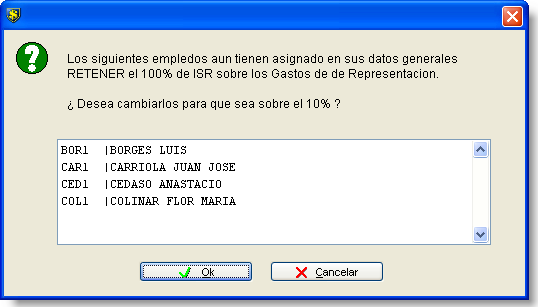 Los siguientes empledos aun tienen asignado en sus datos generales
RETENER el 100% de ISR sobre los Gastos de de Representacion.
¿ Desea cambiarlos para que sea sobre el 10% ?
BOR1 |BORGES LUIS
CAR1 |CARRIOLA JUAN JOSE
CED1 |CEDASO ANASTACIO
COL1 |COLINAR FLOR MARIA
Ok
Cancelar